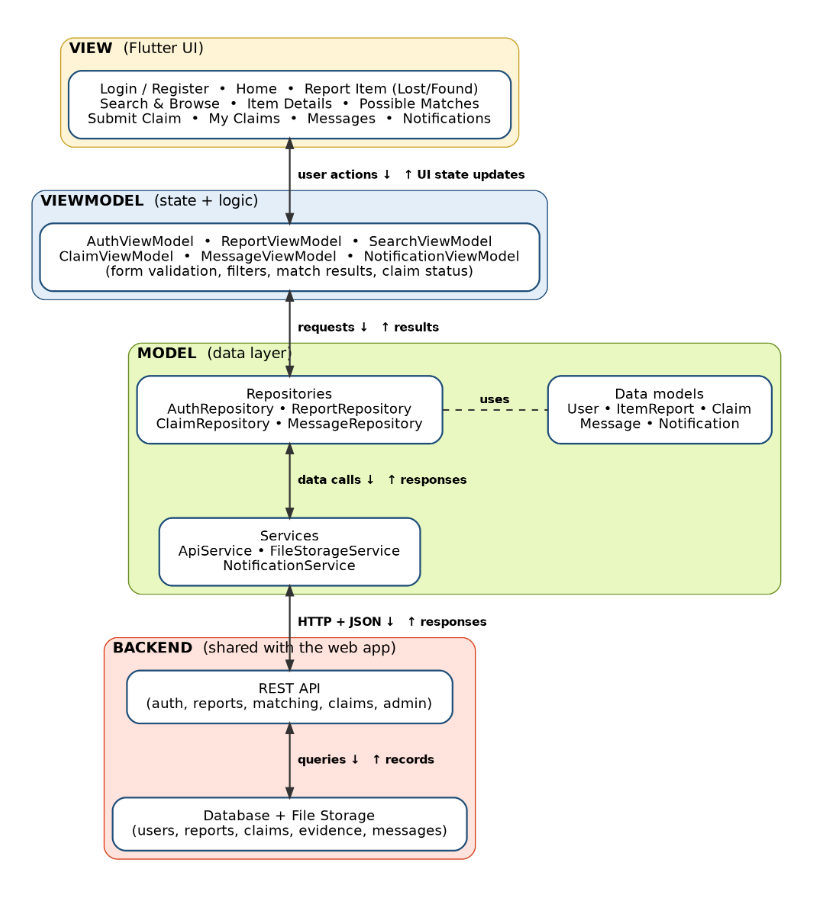 VIEW (Flutter UI)
Login / Register • Home • Report Item (Lost/Found)
Search & Browse • Item Details • Possible Matches
Submit Claim • My Claims • Messages • Notifications
user actions ↓ ↑ UI state updates
VIEWMODEL (state + logic)
AuthViewModel • ReportViewModel • SearchViewModel
ClaimViewModel • MessageViewModel • NotificationViewModel
(form validation, filters, match results, claim status)
requests ↓ ↑ results
MODEL (data layer)
Repositories
AuthRepository • ReportRepository
ClaimRepository • MessageRepository
uses
Data models
User • ItemReport • Claim
Message • Notification
data calls ↓ ↑ responses
Services
ApiService • FileStorageService
NotificationService
HTTP + JSON ↓ ↑ responses
BACKEND (shared with the web app)
REST API
(auth, reports, matching, claims, admin)
queries ↓ ↑ records
Database + File Storage
(users, reports, claims, evidence, messages)